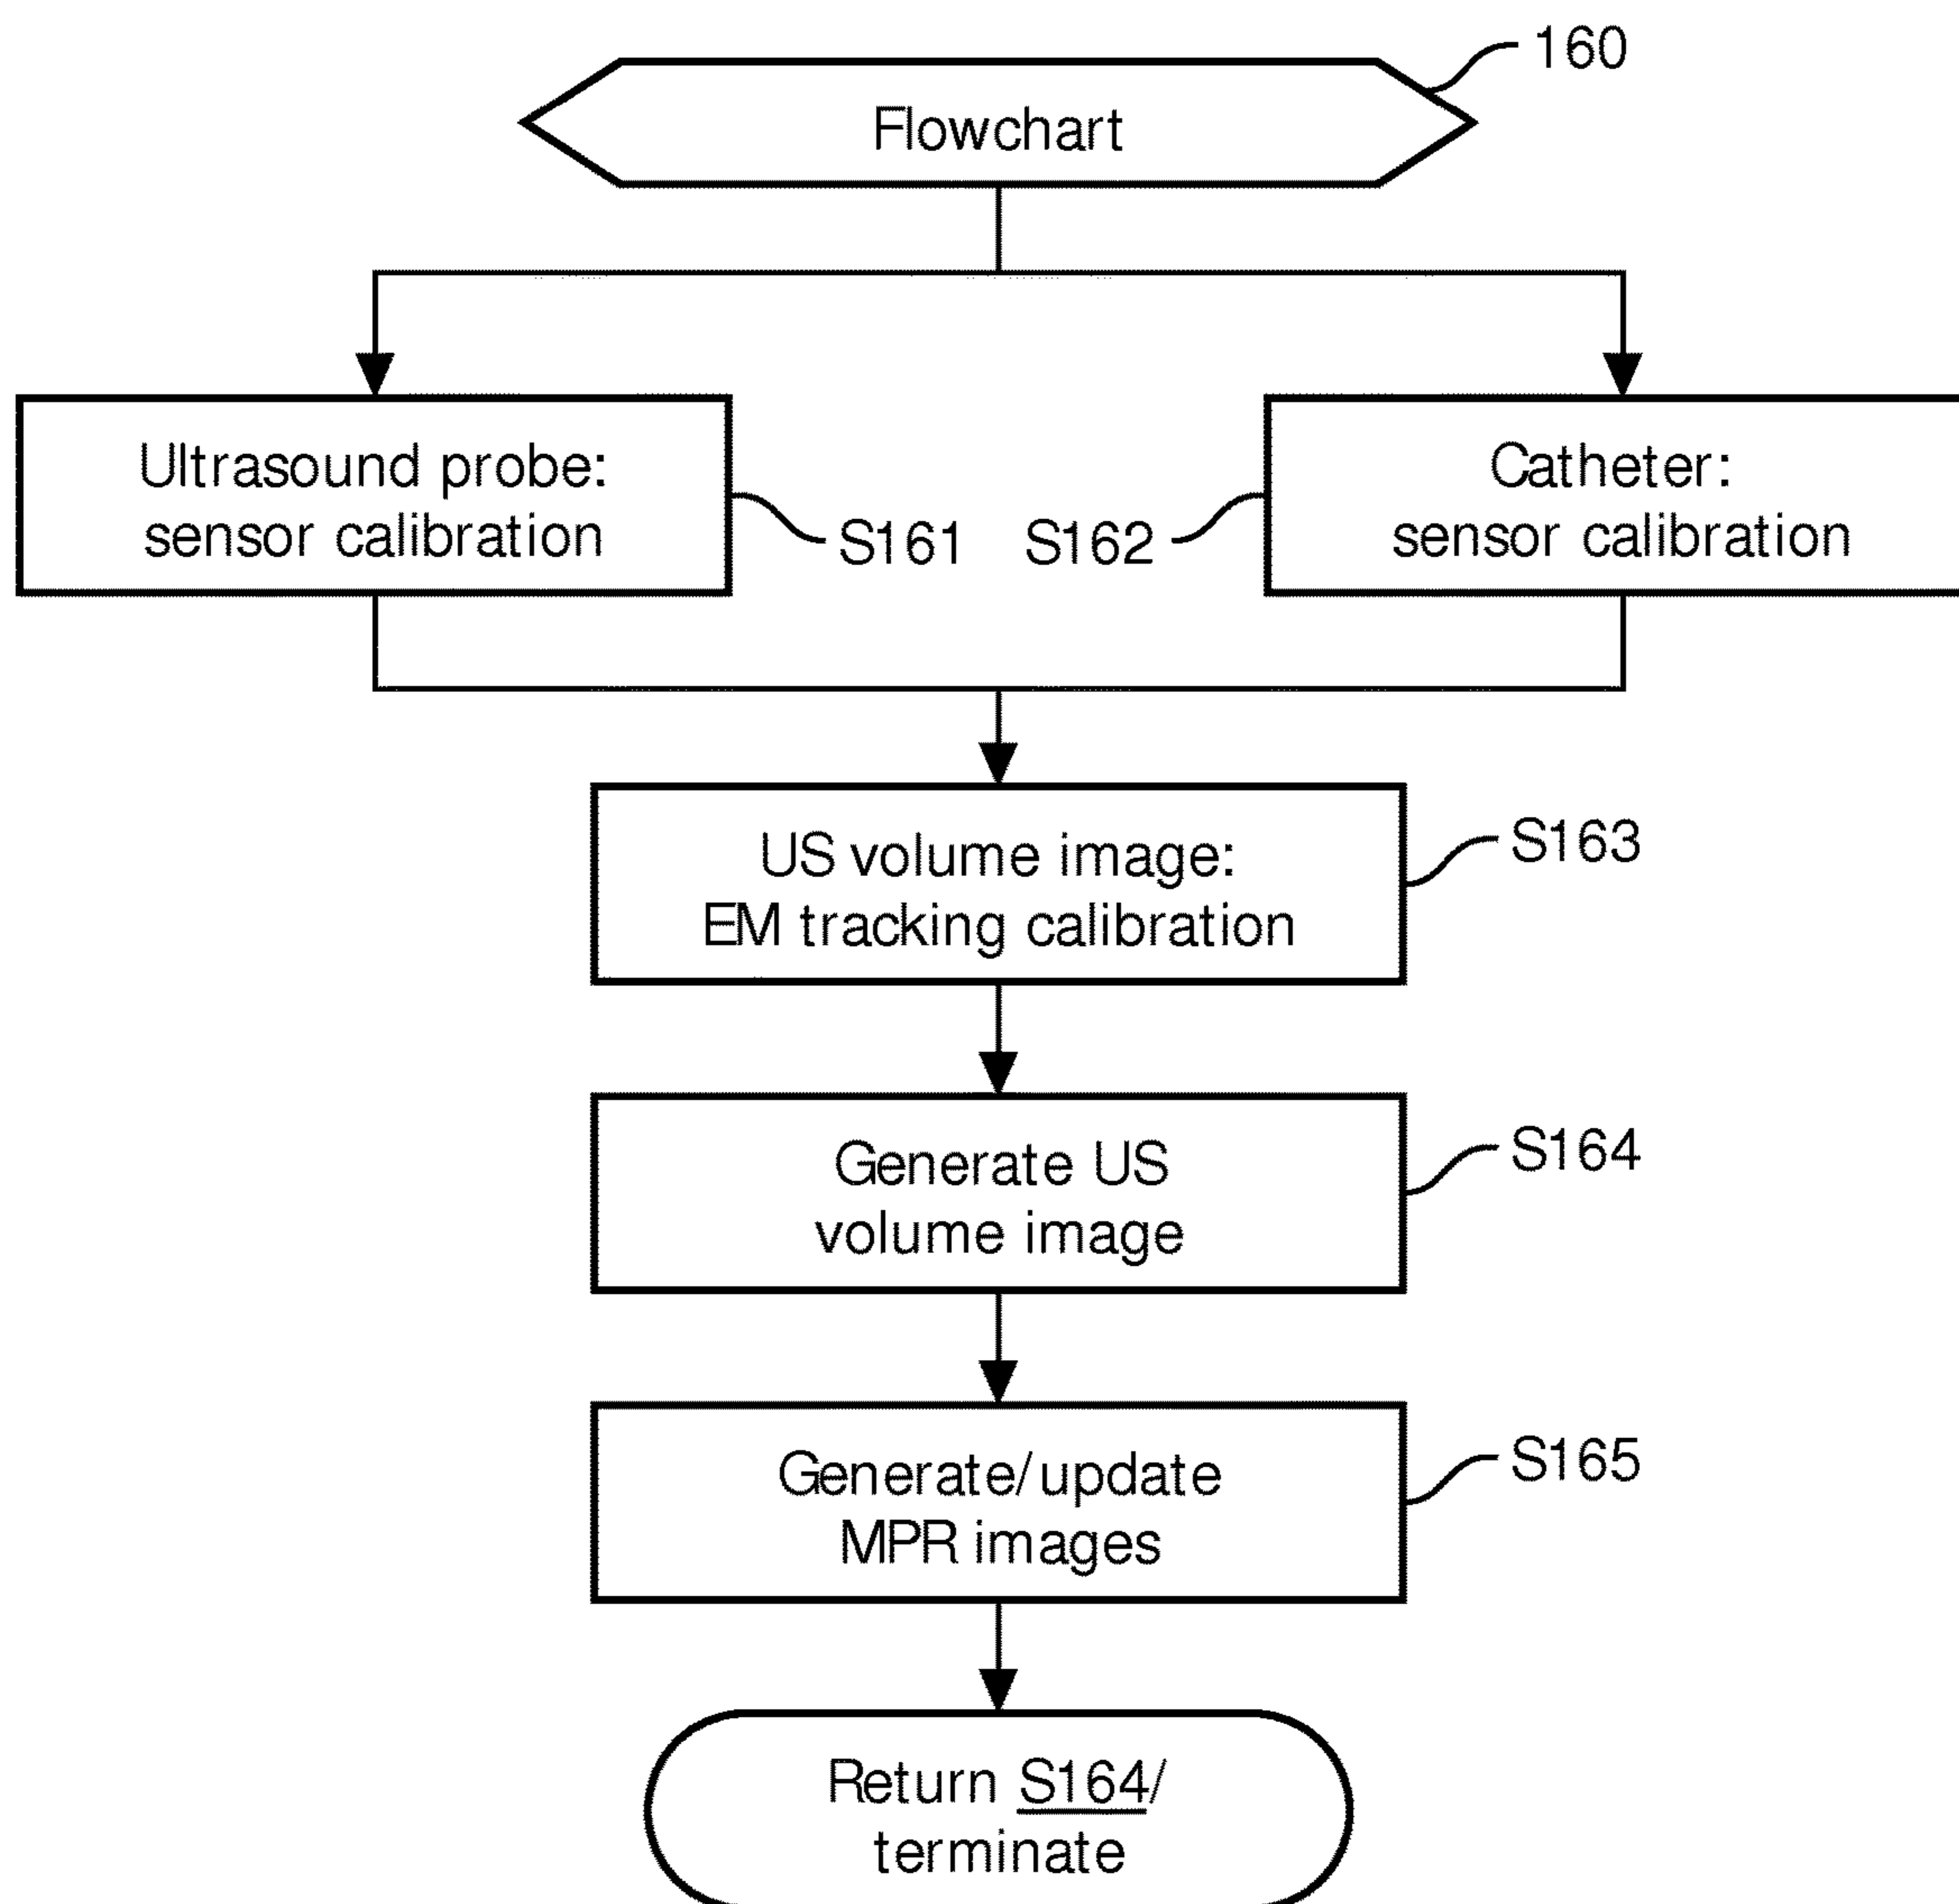 160
Flowchart
Ultrasound probe:
sensor calibration
S161
S162
Catheter:
sensor calibration
US volume image:
EM tracking calibration
S163
Generate US
volume image
S164
Generate/update
MPR images
S165
Return S164/
terminate